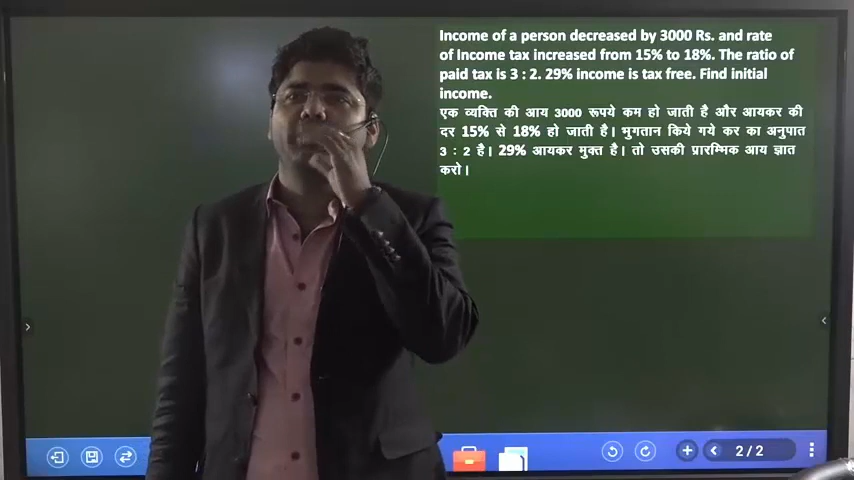 Income of a person decreased by 3000 Rs. and rate
of Income tax increased from 15% to 18%. The ratio of
paid tax is 3 : 2. 29% income is tax free. Find initial
income.
एक व्यक्ति की आय 3000 रूपये कम हो जाती है और आयकर की
दर 15% से 18% हो जाती है। भुगतान किये गये कर का अनुपात
3 : 2 है। 29% आयकर मुक्त है। तो उसकी प्रारम्भिक आय ज्ञात
करो।
2 / 2